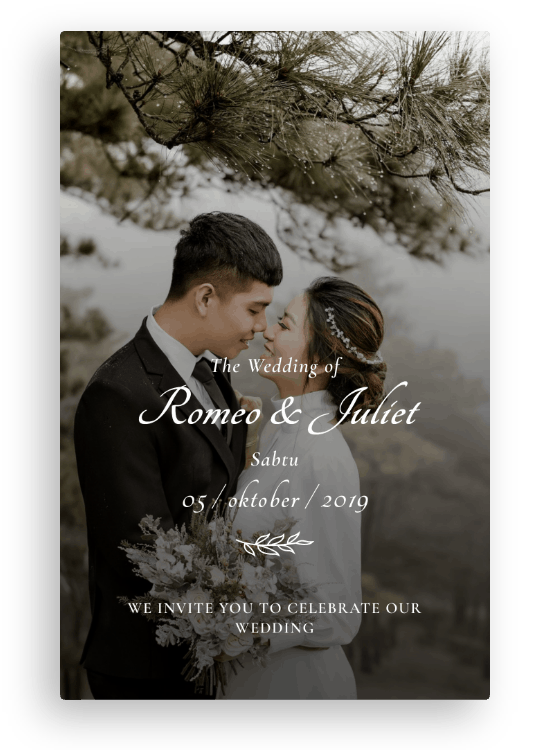 The Wedding of
Romeo & Juliet
Sabtu
05 / oktober / 2019
WE INVITE YOU TO CELEBRATE OUR
WEDDING